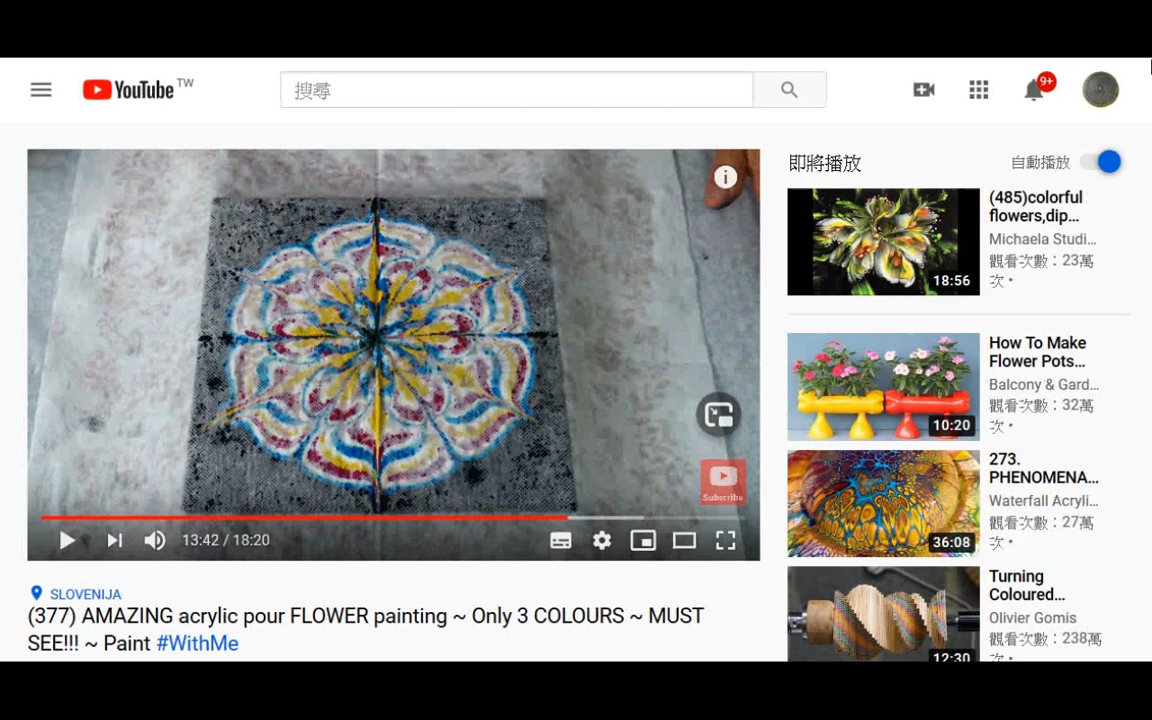 YouTube TW
搜尋
9+
Subscribe
13:42 / 18:20
SLOVENIJA
(377) AMAZING acrylic pour FLOWER painting ~ Only 3 COLOURS ~ MUST
SEE!!! ~ Paint #WithMe
即將播放
自動播放
(485)colorful
flowers,dip...
Michaela Studi...
觀看次數：23萬
次・
18:56
How To Make
Flower Pots...
Balcony & Gard...
觀看次數：32萬
次・
10:20
273.
PHENOMENA...
Waterfall Acryli...
觀看次數：27萬
次・
36:08
Turning
Coloured...
Olivier Gomis
觀看次數：238萬
次・
12:30